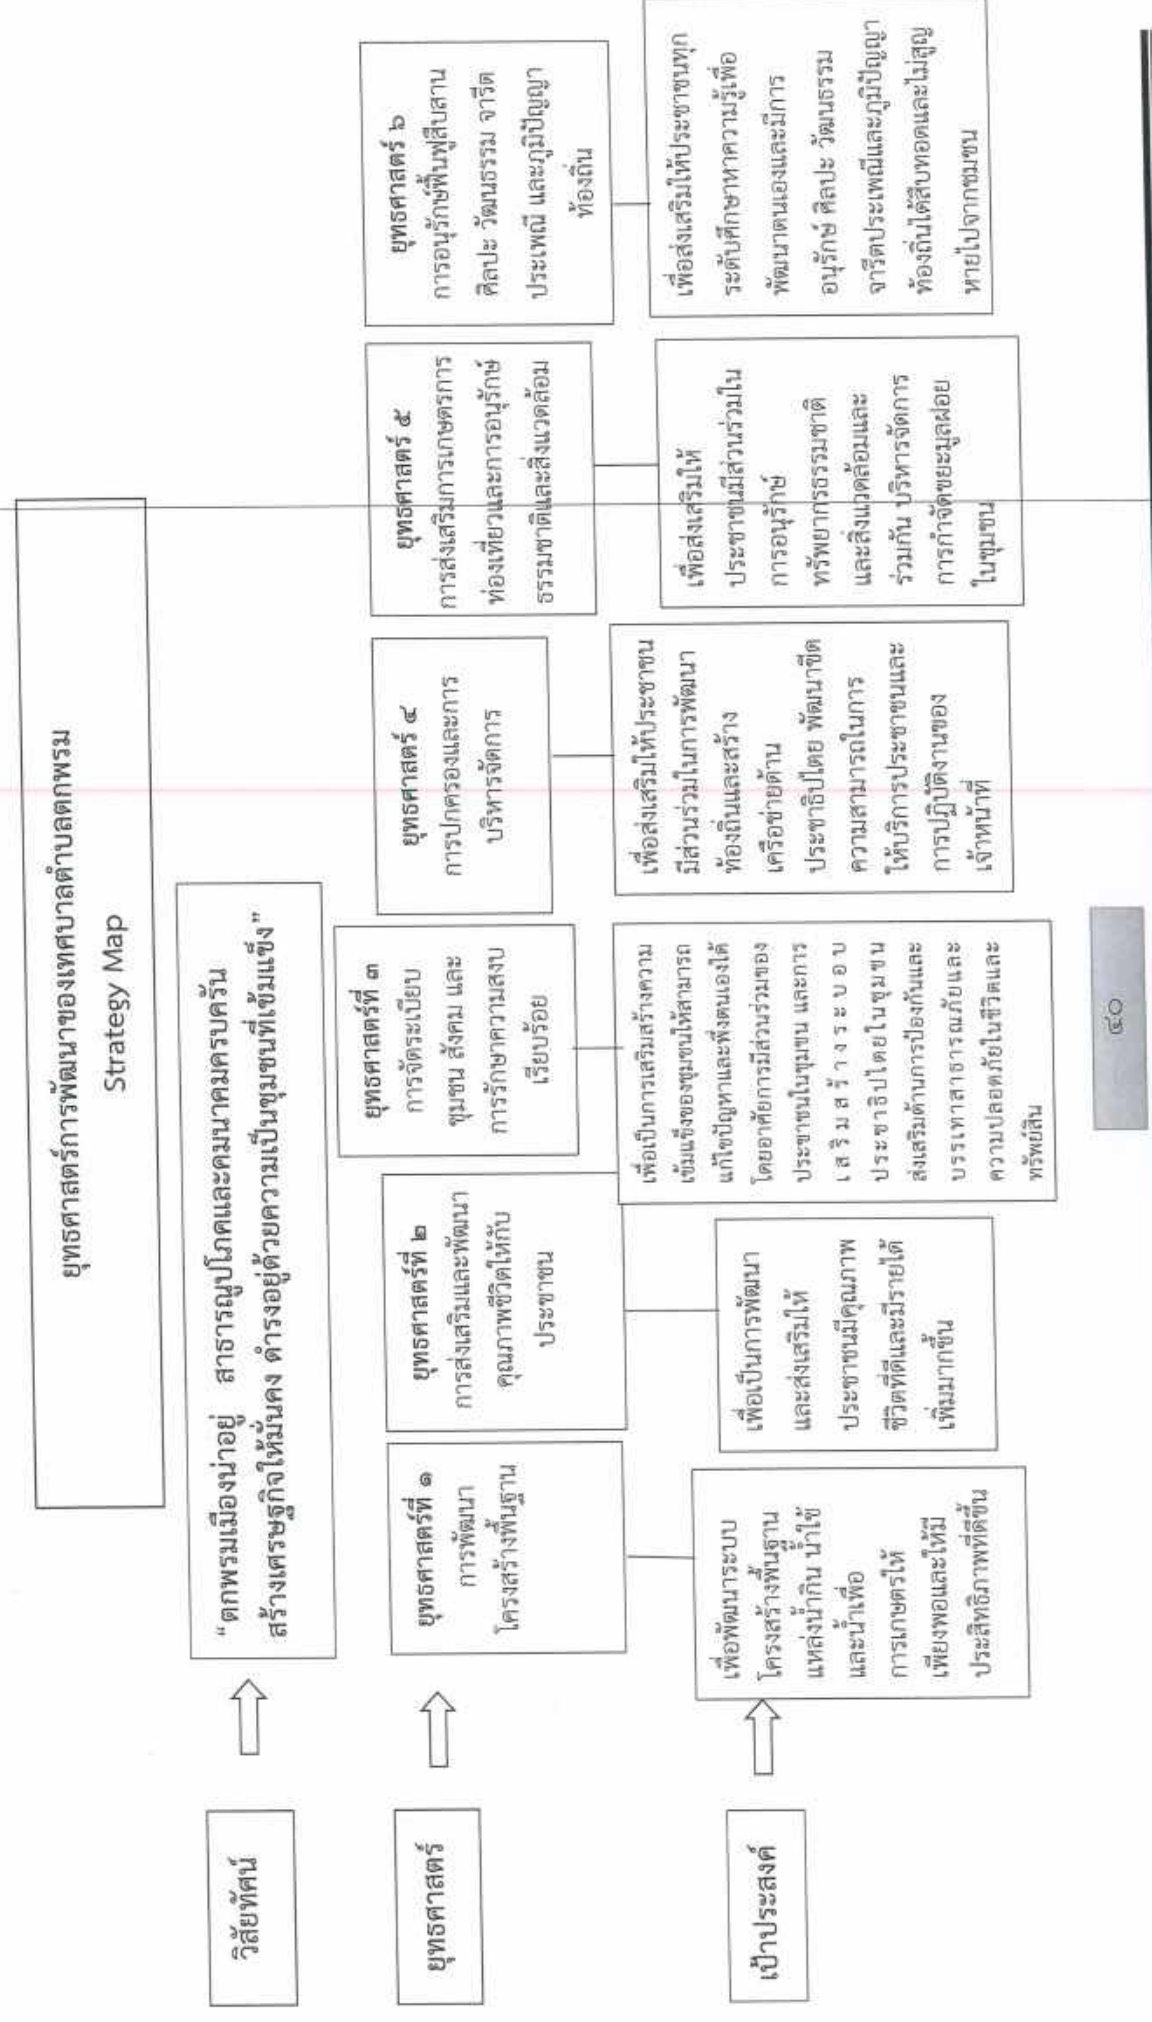 ยุทธศาสตร์การพัฒนาของเทศบาลตำบลตกพรม
Strategy Map
วิสัยทัศน์
“ตกพรมเมืองน่าอยู่ สาธารณูปโภคและคมนาคมครบครัน
สร้างเศรษฐกิจให้มั่นคง ดำรงอยู่ด้วยความเป็นชุมชนที่เข้มแข็ง”
ยุทธศาสตร์
ยุทธศาสตร์ที่ ๑
การพัฒนา
โครงสร้างพื้นฐาน
ยุทธศาสตร์ที่ ๒
การส่งเสริมและพัฒนา
คุณภาพชีวิตให้กับ
ประชาชน
ยุทธศาสตร์ที่ ๓
การจัดระเบียบ
ชุมชน สังคม และ
การรักษาความสงบ
เรียบร้อย
ยุทธศาสตร์ ๔
การปกครองและการ
บริหารจัดการ
ยุทธศาสตร์ ๕
การส่งเสริมการเกษตรการ
ท่องเที่ยวและการอนุรักษ์
ธรรมชาติและสิ่งแวดล้อม
ยุทธศาสตร์ ๖
การอนุรักษ์ฟื้นฟูสืบสาน
ศิลปะ วัฒนธรรม จารีต
ประเพณี และภูมิปัญญา
ท้องถิ่น
เป้าประสงค์
เพื่อพัฒนาระบบ
โครงสร้างพื้นฐาน
แหล่งน้ำกิน น้ำใช้
และน้ำเพื่อ
การเกษตรให้
เพียงพอและให้มี
ประสิทธิภาพที่ดีขึ้น
เพื่อเป็นการพัฒนา
และส่งเสริมให้
ประชาชนมีคุณภาพ
ชีวิตที่ดีและมีรายได้
เพิ่มมากขึ้น
เพื่อเป็นการเสริมสร้างความ
เข้มแข็งของชุมชนให้สามารถ
แก้ไขปัญหาและพึ่งตนเองได้
โดยอาศัยการมีส่วนร่วมของ
ประชาชนในชุมชน และการ
เสริมสร้างระบอบ
ประชาธิปไตยในชุมชน
ส่งเสริมด้านการป้องกันและ
บรรเทาสาธารณภัยและ
ความปลอดภัยในชีวิตและ
ทรัพย์สิน
เพื่อส่งเสริมให้ประชาชน
มีส่วนร่วมในการพัฒนา
ท้องถิ่นและสร้าง
เครือข่ายด้าน
ประชาธิปไตย พัฒนาขีด
ความสามารถในการ
ให้บริการประชาชนและ
การปฏิบัติงานของ
เจ้าหน้าที่
เพื่อส่งเสริมให้
ประชาชนมีส่วนร่วมใน
การอนุรักษ์
ทรัพยากรธรรมชาติ
และสิ่งแวดล้อมและ
ร่วมกัน บริหารจัดการ
การกำจัดขยะมูลฝอย
ในชุมชน
เพื่อส่งเสริมให้ประชาชนทุก
ระดับศึกษาหาความรู้เพื่อ
พัฒนาตนเองและมีการ
อนุรักษ์ ศิลปะ วัฒนธรรม
จารีตประเพณีและภูมิปัญญา
ท้องถิ่นได้สืบทอดและไม่สูญ
หายไปจากชุมชน
๕๐